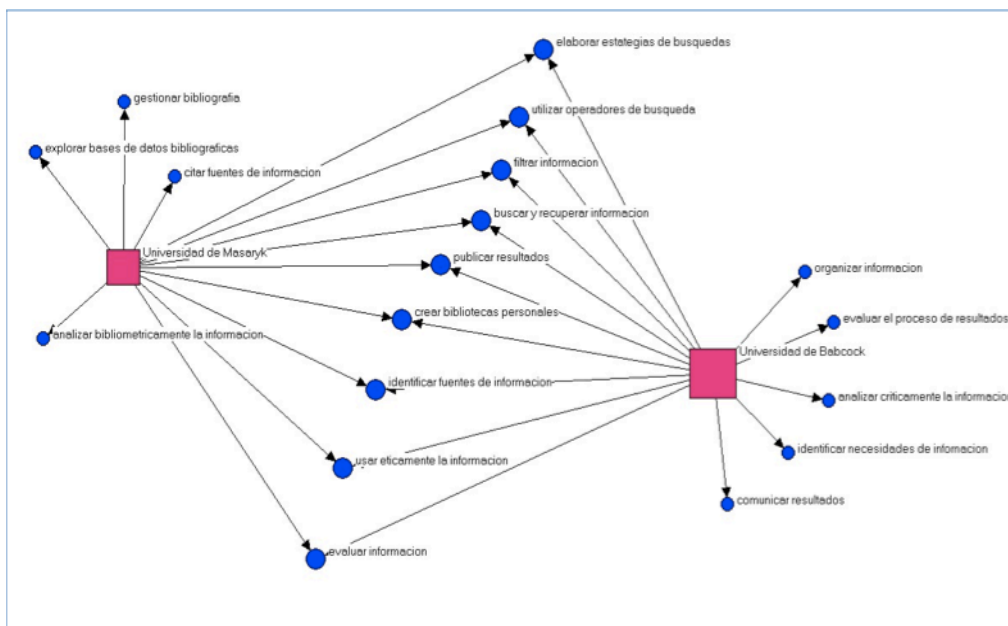 elaborar estategias de busquedas
gestionar bibliografia
utilizar operadores de busqueda
explorar bases de datos bibliograficas
filtrar informacion
citar fuentes de informacion
buscar y recuperar informacion
Universidad de Masaryk
publicar resultados
organizar informacion
crear bibliotecas personales
evaluar el proceso de resultados
analizar bibliometricamente la informacion
Universidad de Babcock
identificar fuentes de informacion
analizar criticamente la informacion
identificar necesidades de infomacion
usar eticamente la informacion
comunicar resultados
evaluar informacion